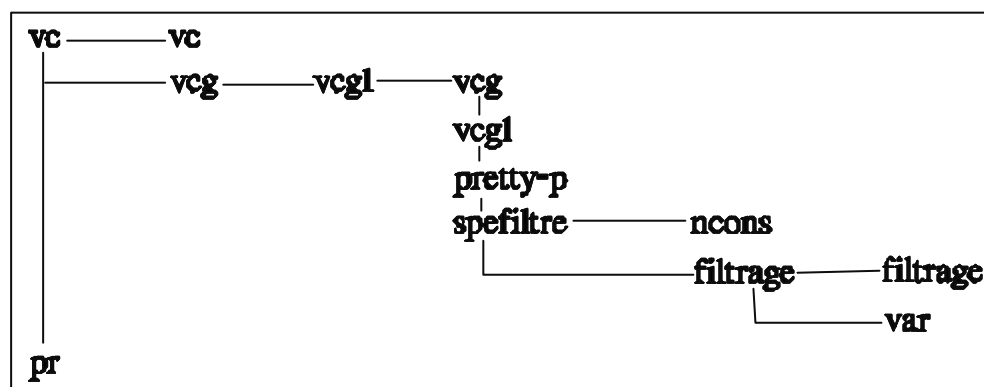 vc vc
vcg vcgl vcg
vcgl
pretty-p
spefiltre ncons
filtrage filtrage
var
pr